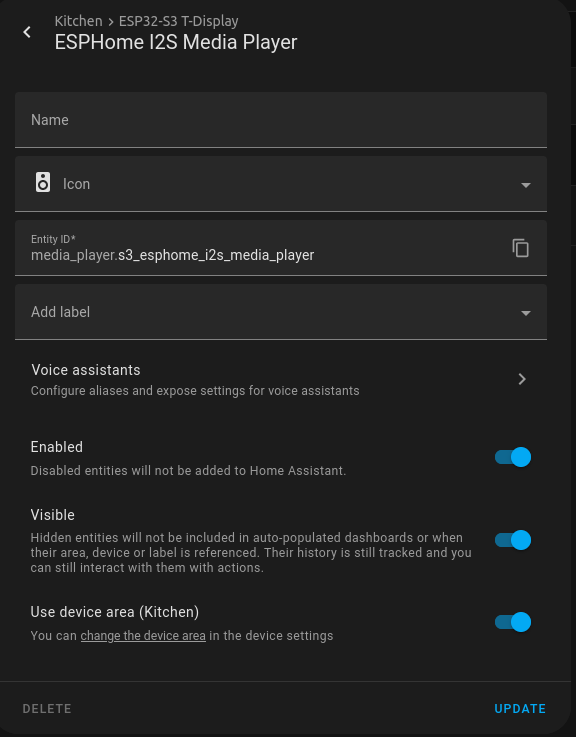 Kitchen > ESP32-S3 T-Display
ESPHome I2S Media Player
Name
Icon
Entity ID*
media_player.s3_esphome_i2s_media_player
Add label
Voice assistants
Configure aliases and expose settings for voice assistants
Enabled
Disabled entities will not be added to Home Assistant.
Visible
Hidden entities will not be included in auto-populated dashboards or when
their area, device or label is referenced. Their history is still tracked and you
can still interact with them with actions.
Use device area (Kitchen)
You can change the device area in the device settings
DELETE
UPDATE